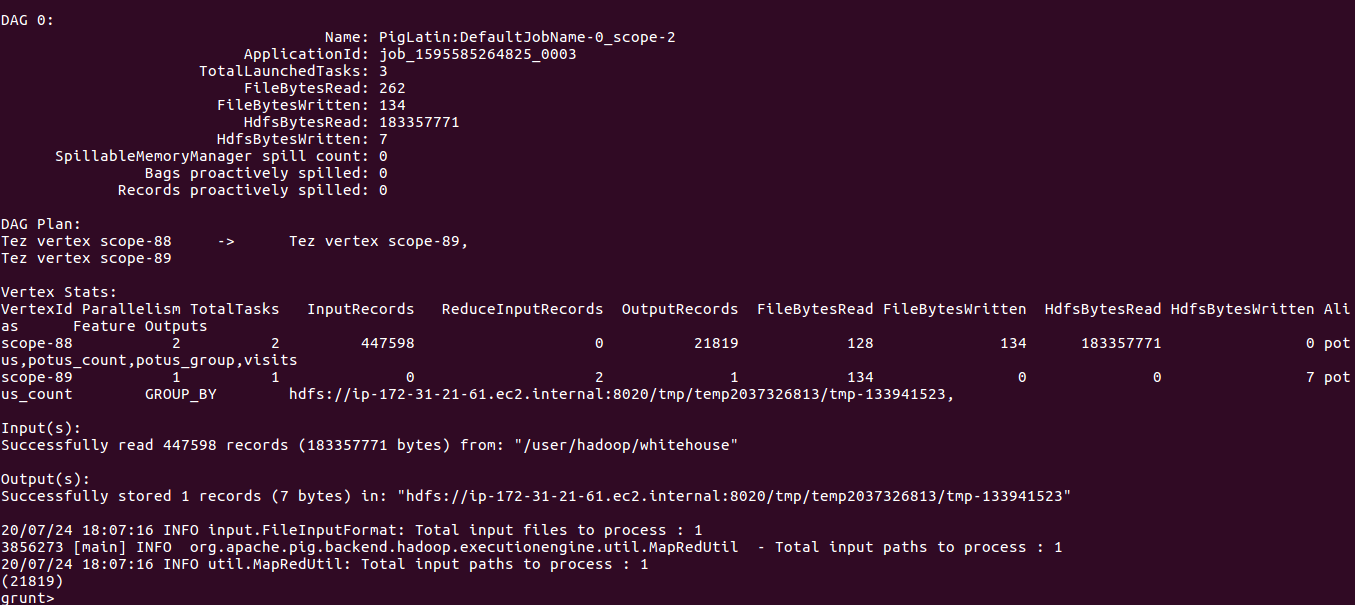 DAG 0:
Name: PigLatin:DefaultJobName-0_scope-2
ApplicationId: job_1595585264825_0003
TotalLaunchedTasks: 3
FileBytesRead: 262
FileBytesWritten: 134
HdfsBytesRead: 183357771
HdfsBytesWritten: 7
SpillableMemoryManager spill count: 0
Bags proactively spilled: 0
Records proactively spilled: 0
DAG Plan:
Tez vertex scope-88 -> Tez vertex scope-89,
Tez vertex scope-89
Vertex Stats:
VertexId Parallelism TotalTasks InputRecords ReduceInputRecords OutputRecords FileBytesRead FileBytesWritten HdfsBytesRead HdfsBytesWritten Ali
as Feature Outputs
scope-88 2 2 447598 0 21819 128 134 183357771 0 pot
us,potus_count,potus_group,visits
scope-89 1 1 0 2 1 134 0 0 7 pot
us_count GROUP_BY hdfs://ip-172-31-21-61.ec2.internal:8020/tmp/temp2037326813/tmp-133941523,
Input(s):
Successfully read 447598 records (183357771 bytes) from: "/user/hadoop/whitehouse"
Output(s):
Successfully stored 1 records (7 bytes) in: "hdfs://ip-172-31-21-61.ec2.internal:8020/tmp/temp2037326813/tmp-133941523"
20/07/24 18:07:16 INFO input.FileInputFormat: Total input files to process : 1
3856273 [main] INFO org.apache.pig.backend.hadoop.executionengine.util.MapRedUtil - Total input paths to process : 1
20/07/24 18:07:16 INFO util.MapRedUtil: Total input paths to process : 1
(21819)
grunt>